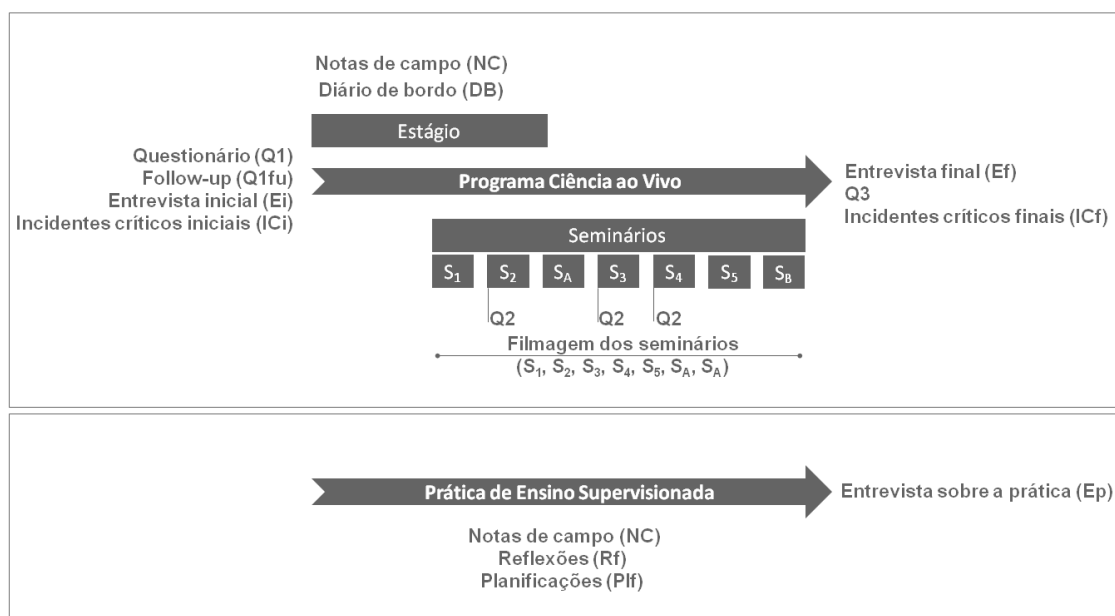 Notas de campo (NC)
Diário de bordo (DB)
Estágio
Questionário (Q1)
Follow-up (Q1fu)
Entrevista inicial (Ei)
Incidentes críticos iniciais (ICi)
Programa Ciência ao Vivo
Entrevista final (Ef)
Q3
Incidentes críticos finais (ICf)
Seminários
S1 S2 SA S3 S4 S5 SB
Q2 Q2 Q2
Filmagem dos seminários
(S1, S2, S3, S4, S5, SA, SA)
Prática de Ensino Supervisionada
Entrevista sobre a prática (Ep)
Notas de campo (NC)
Reflexões (Rf)
Planificações (Plf)